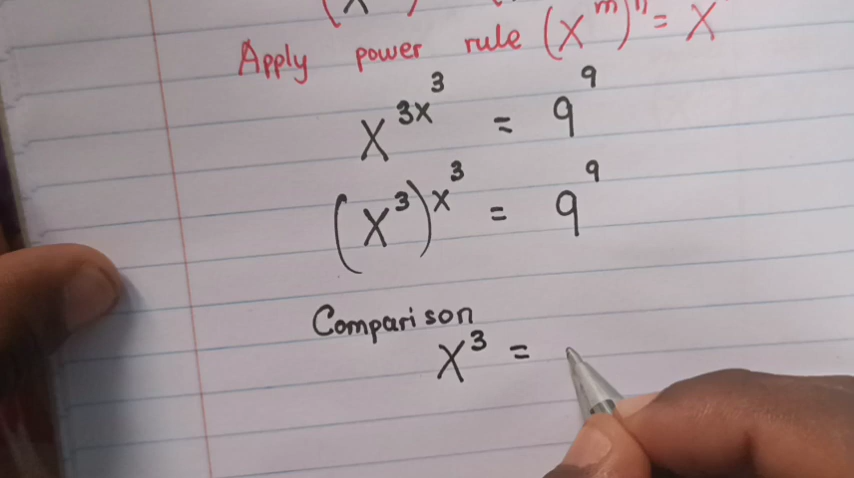 Apply power rule (x^m)^n = x
x^{3x^3} = 9^9
(x^3)^{x^3} = 9^9
Comparison
x^3 =